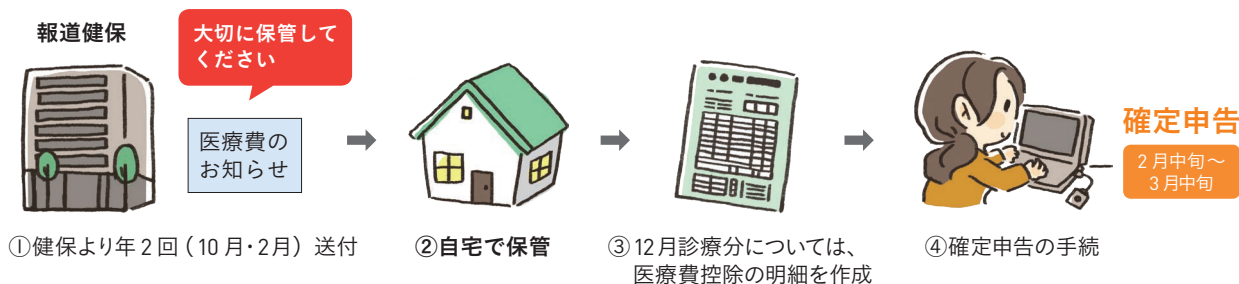 報道健保
大切に保管して
ください
医療費の
お知らせ
確定申告
2月中旬～
3月中旬
①健保より年2回（10月・2月）送付
②自宅で保管
③12月診療分については、
医療費控除の明細を作成
④確定申告の手続